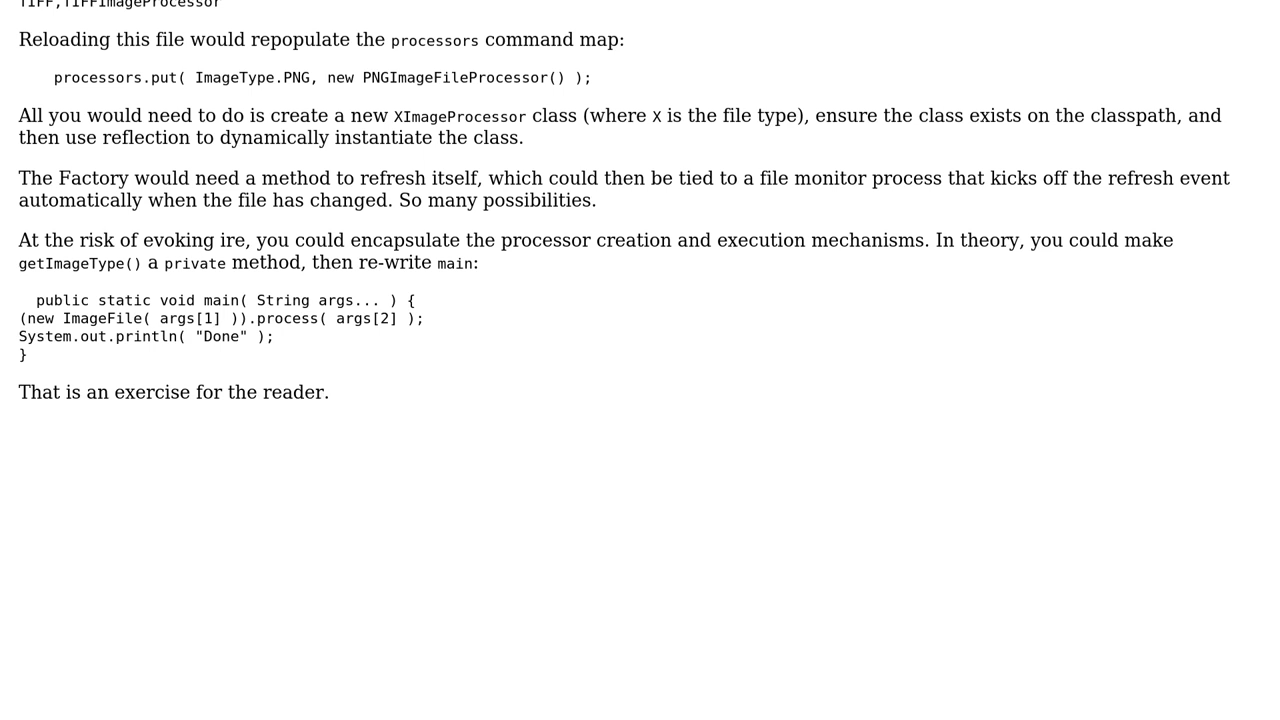 TIFF,TIFFImageProcessor
Reloading this file would repopulate the processors command map:
processors.put( ImageType.PNG, new PNGImageFileProcessor() );
All you would need to do is create a new XImageProcessor class (where X is the file type), ensure the class exists on the classpath, and
then use reflection to dynamically instantiate the class.
The Factory would need a method to refresh itself, which could then be tied to a file monitor process that kicks off the refresh event
automatically when the file has changed. So many possibilities.
At the risk of evoking ire, you could encapsulate the processor creation and execution mechanisms. In theory, you could make
getImageType() a private method, then re-write main:
public static void main( String args... ) {
(new ImageFile( args[1] )).process( args[2] );
System.out.println( "Done" );
}
That is an exercise for the reader.